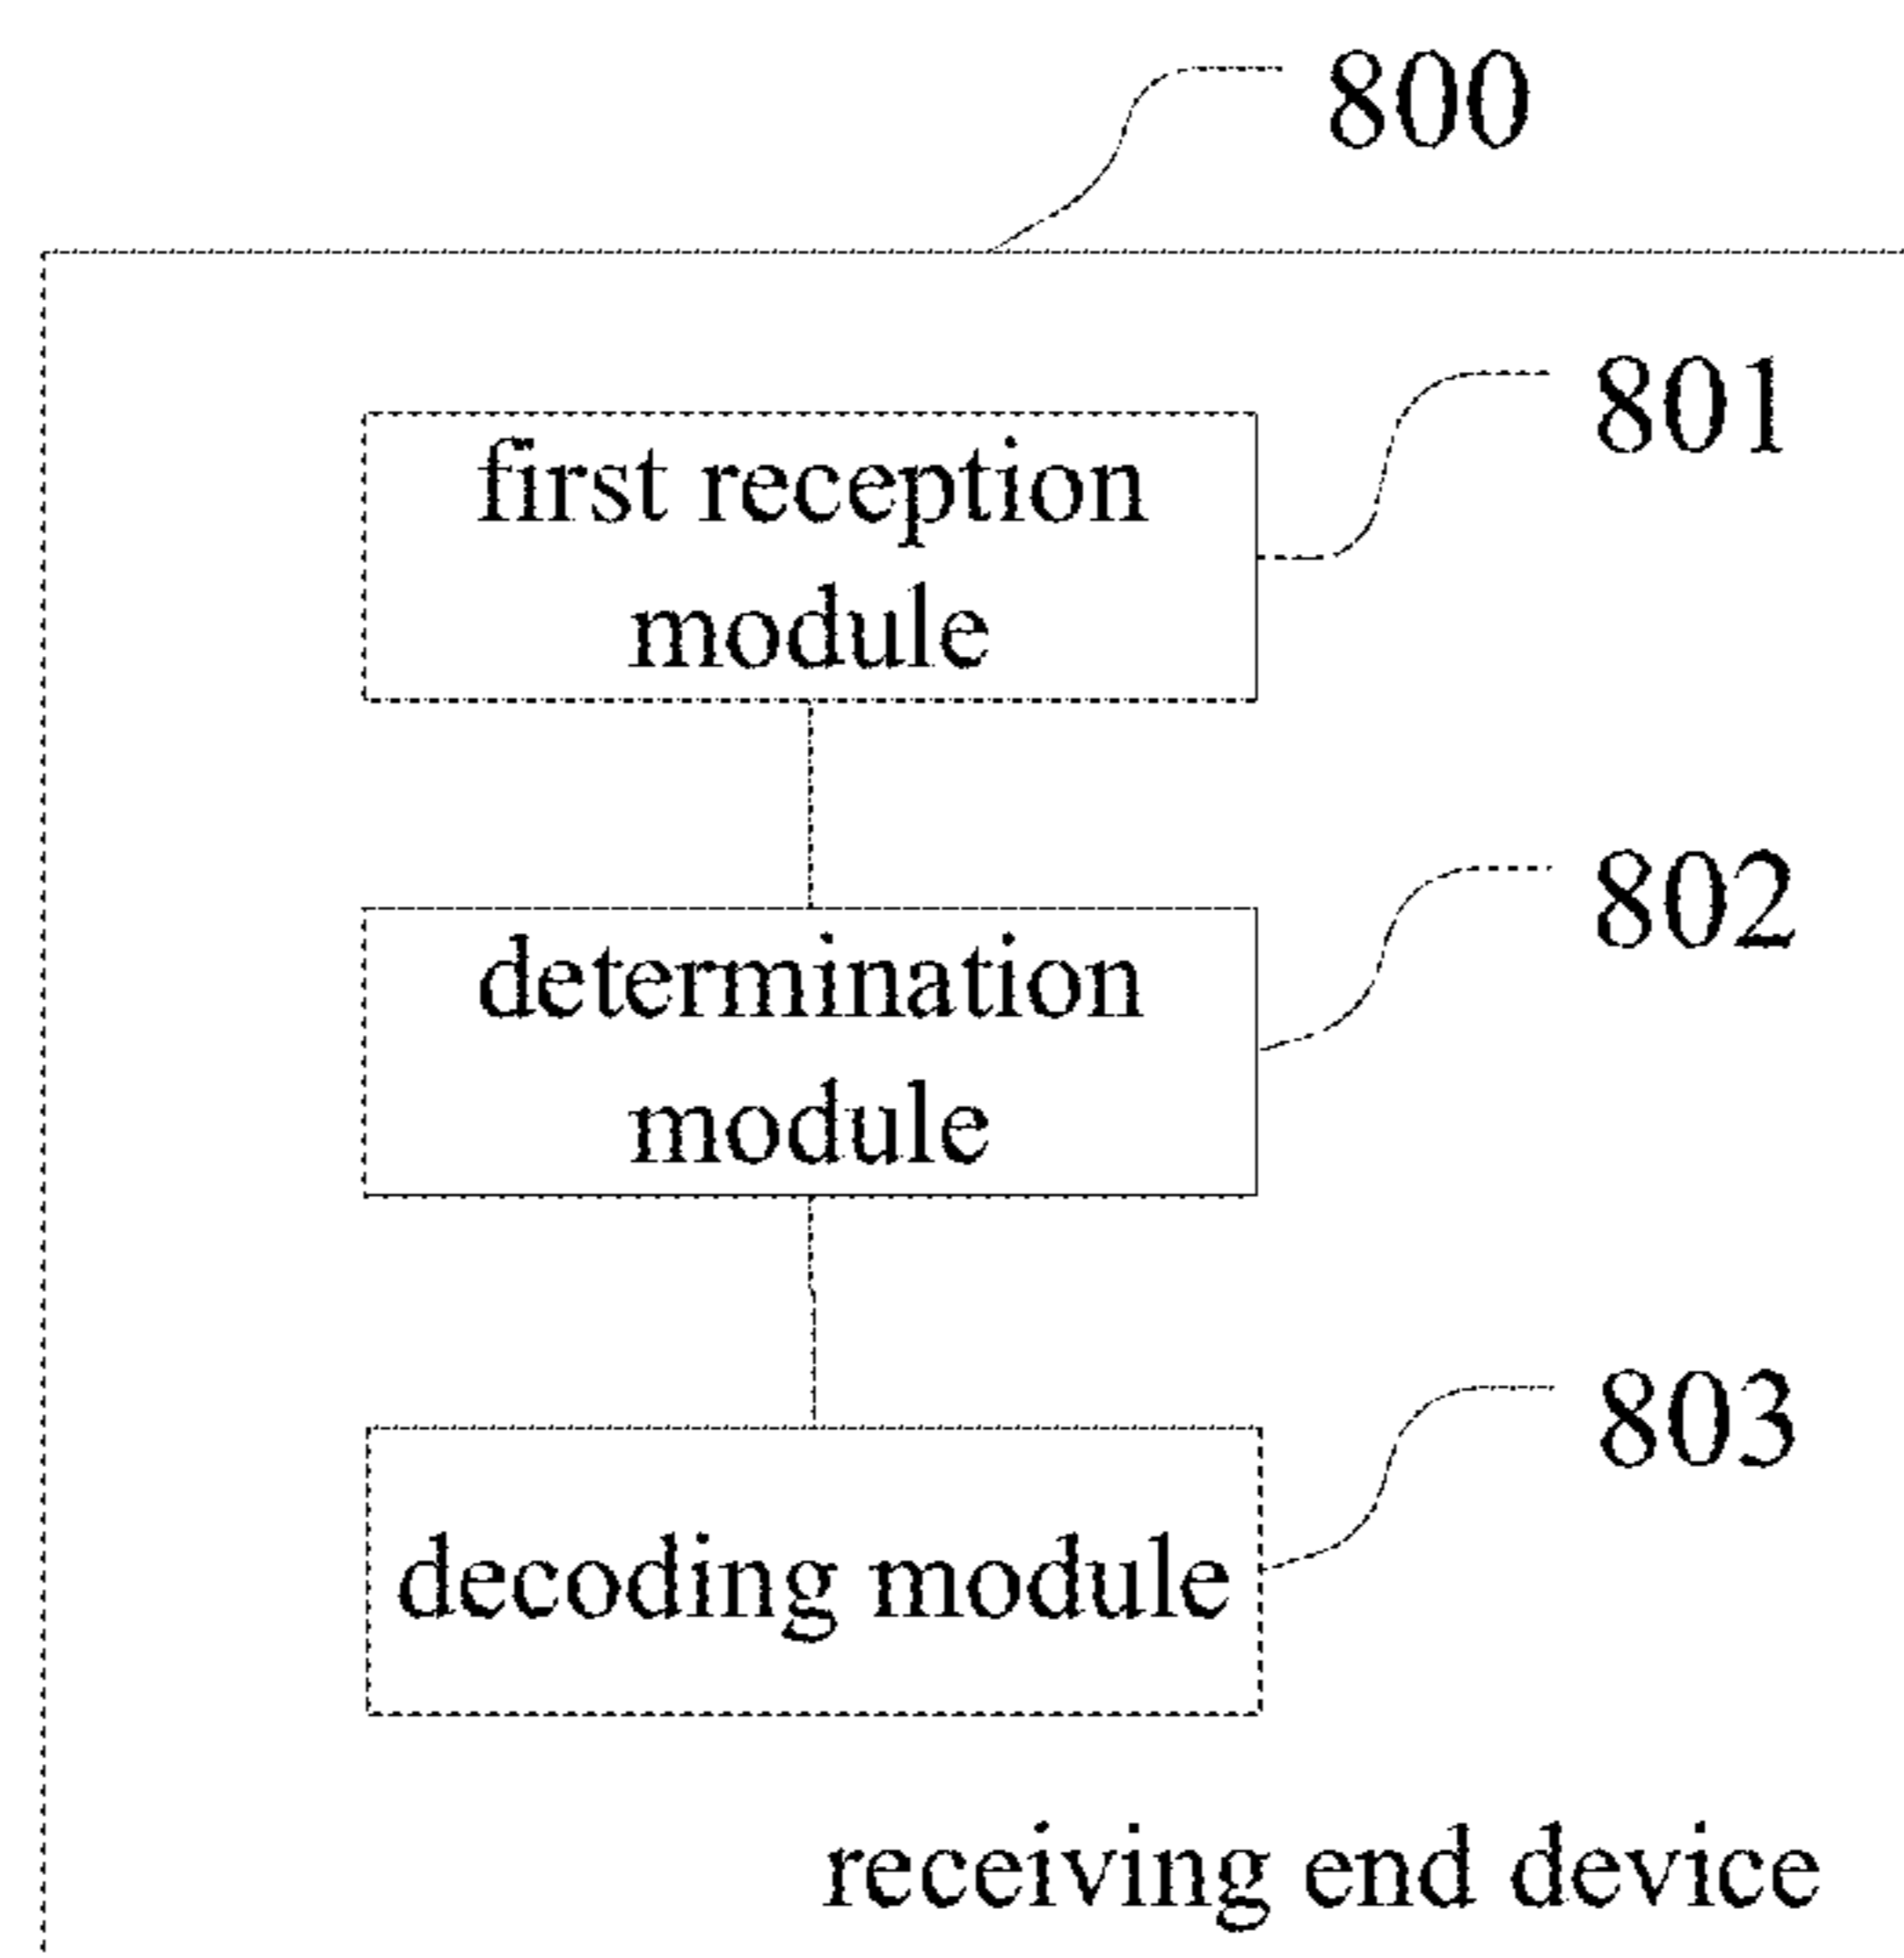 800
801
first reception
module
802
determination
module
803
decoding module
receiving end device